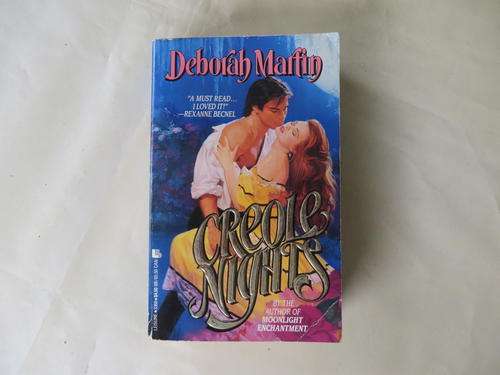 Deborah Martin
"A MUST READ...
I LOVED IT!"
—REXANNE BECNEL
CREOLE
NIGHTS
BY THE
AUTHOR OF
MOONLIGHT
ENCHANTMENT.